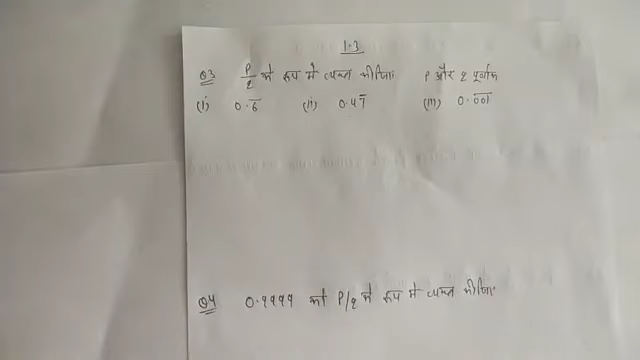 1.3
Q3 P/q के रूप में व्यक्त कीजिए P और q पूर्णांक
(i) 0.6̅ (ii) 0.47̅ (iii) 0.0̅0̅1̅
Q4 0.9999 को P/q के रूप में व्यक्त कीजिए